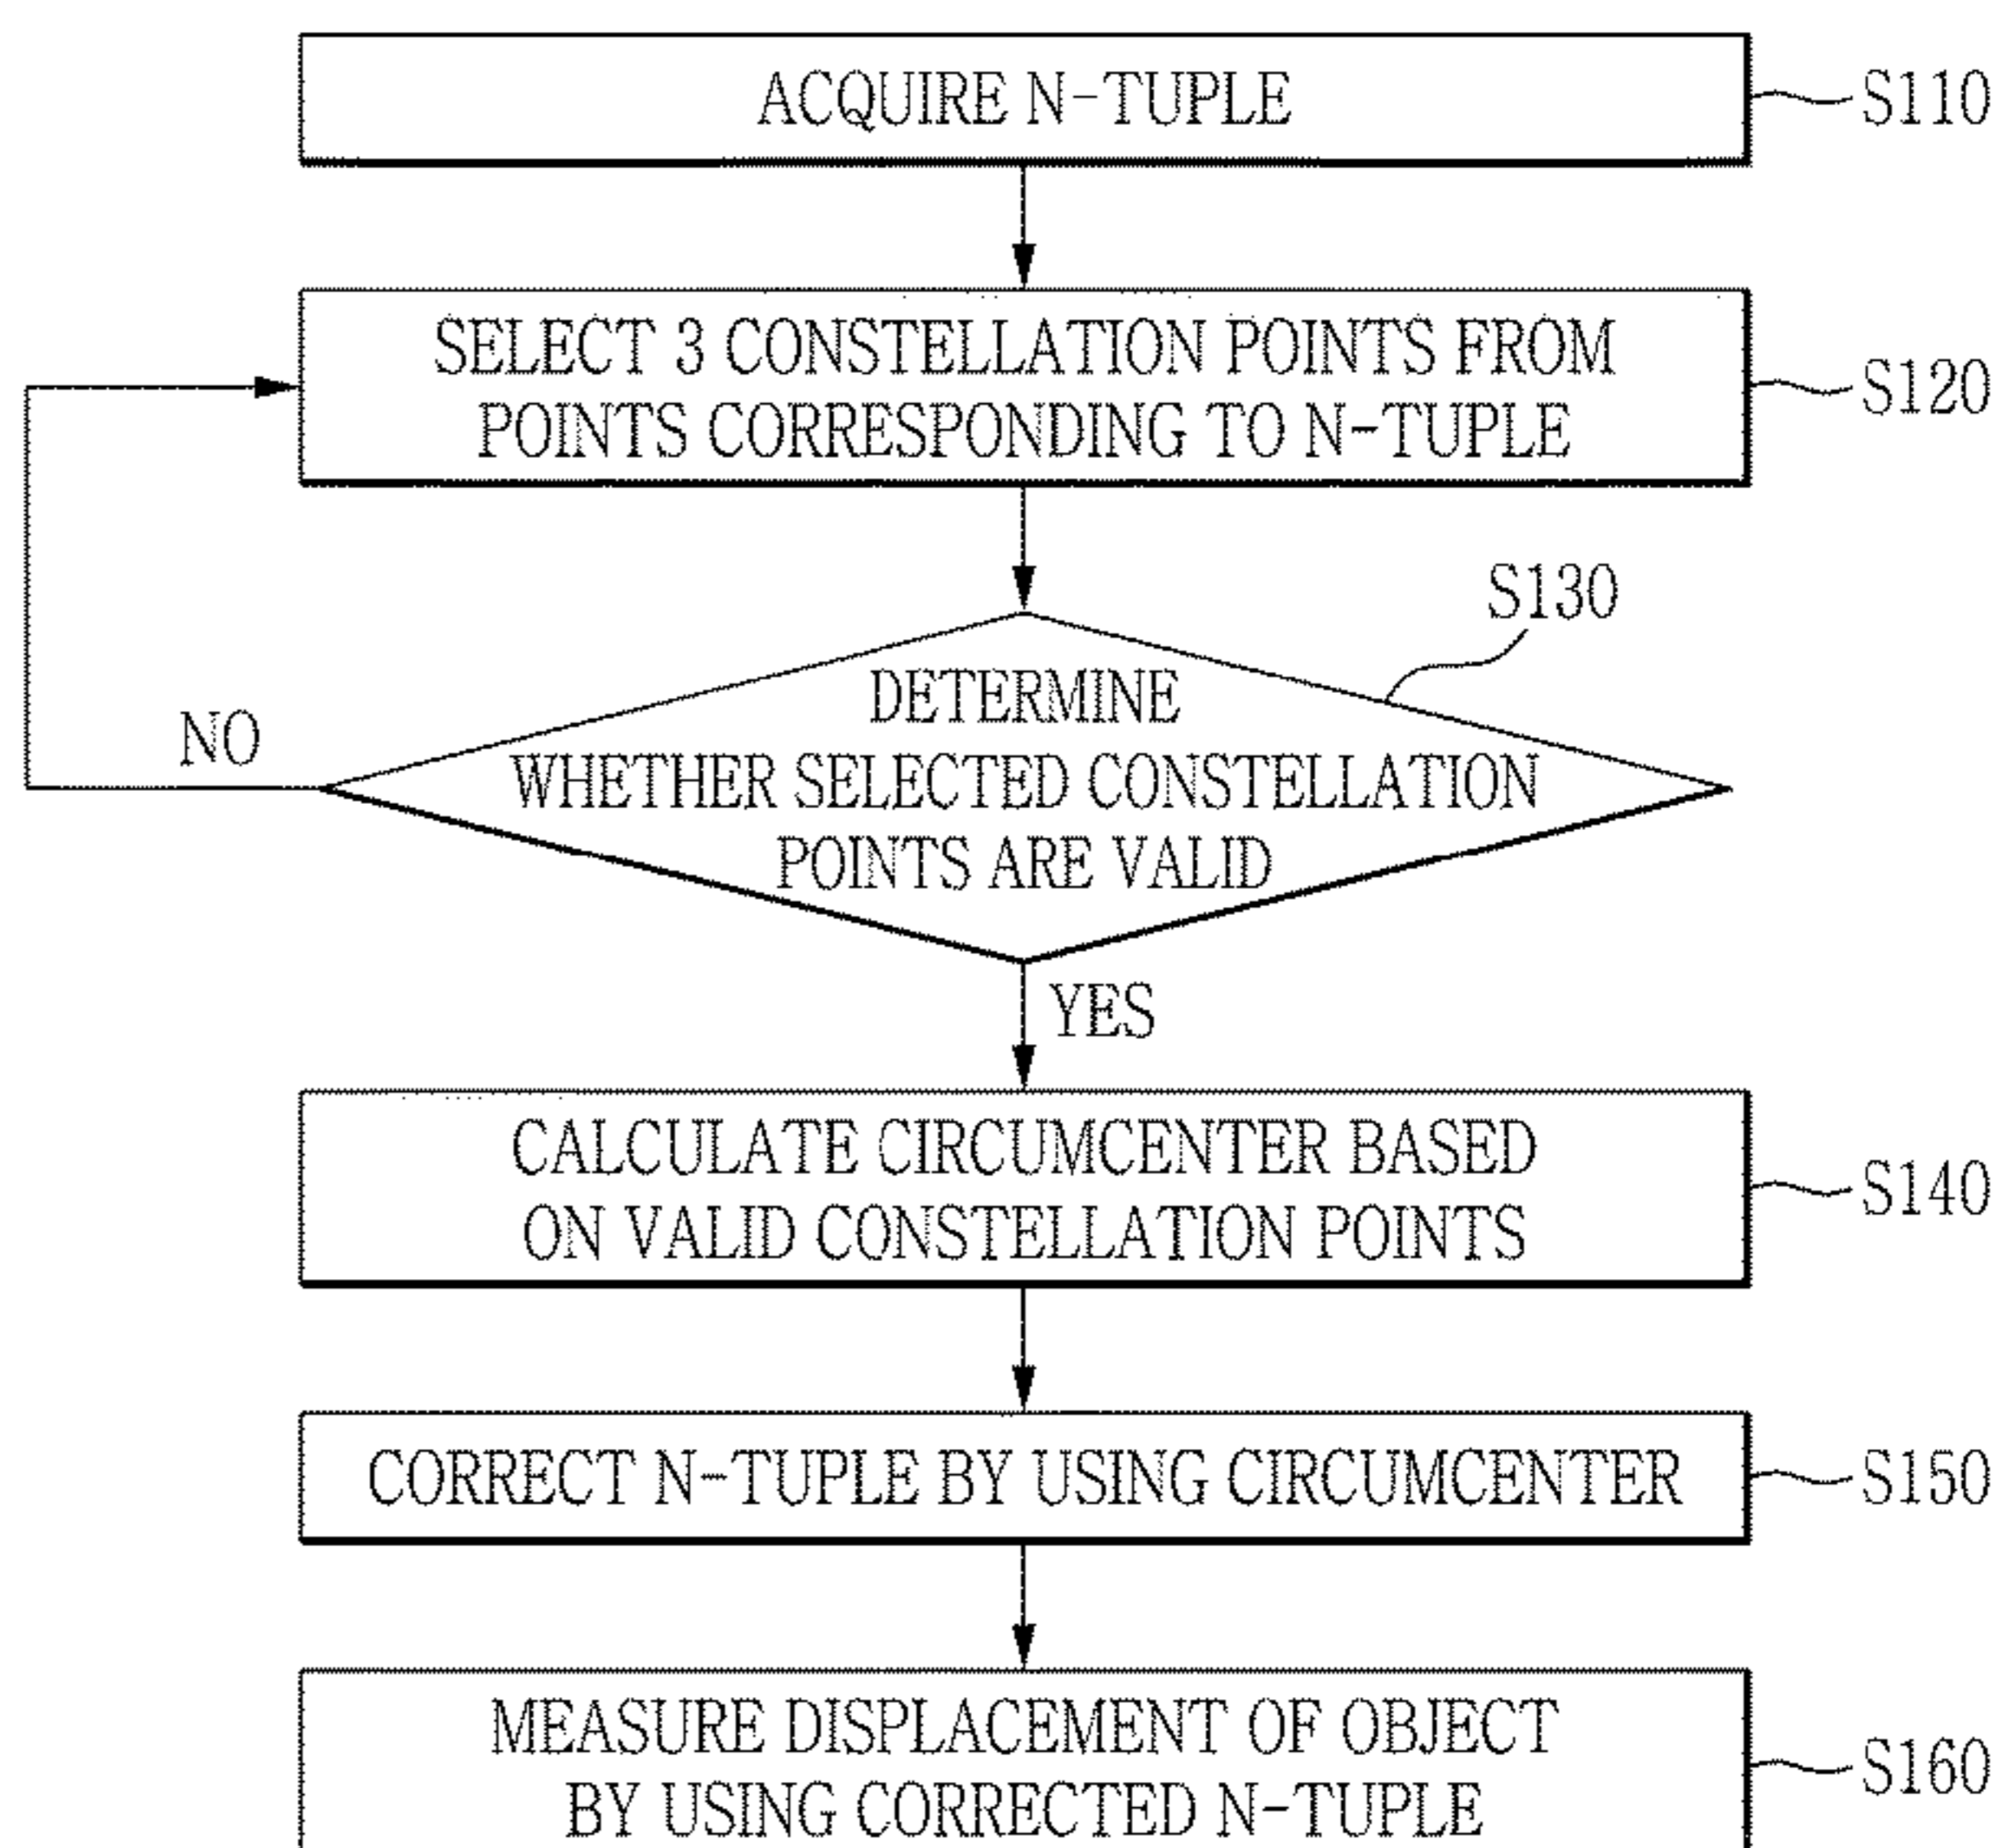 ACQUIRE N-TUPLE
S110
SELECT 3 CONSTELLATION POINTS FROM
POINTS CORRESPONDING TO N-TUPLE
S120
S130
DETERMINE
WHETHER SELECTED CONSTELLATION
POINTS ARE VALID
NO
YES
CALCULATE CIRCUMCENTER BASED
ON VALID CONSTELLATION POINTS
S140
CORRECT N-TUPLE BY USING CIRCUMCENTER
S150
MEASURE DISPLACEMENT OF OBJECT
BY USING CORRECTED N-TUPLE
S160